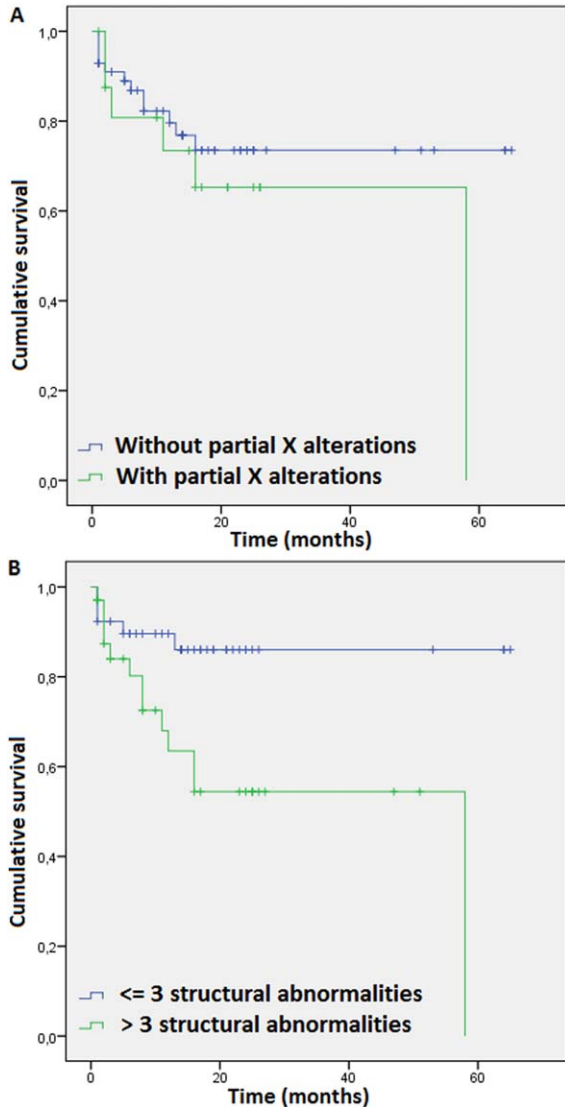 A
1,0
0,8
0,6
0,4
0,2
0,0
Cumulative survival
Without partial X alterations
With partial X alterations
0 20 40 60
Time (months)
B
1,0
0,8
0,6
0,4
0,2
0,0
Cumulative survival
<= 3 structural abnormalities
> 3 structural abnormalities
0 20 40 60
Time (months)